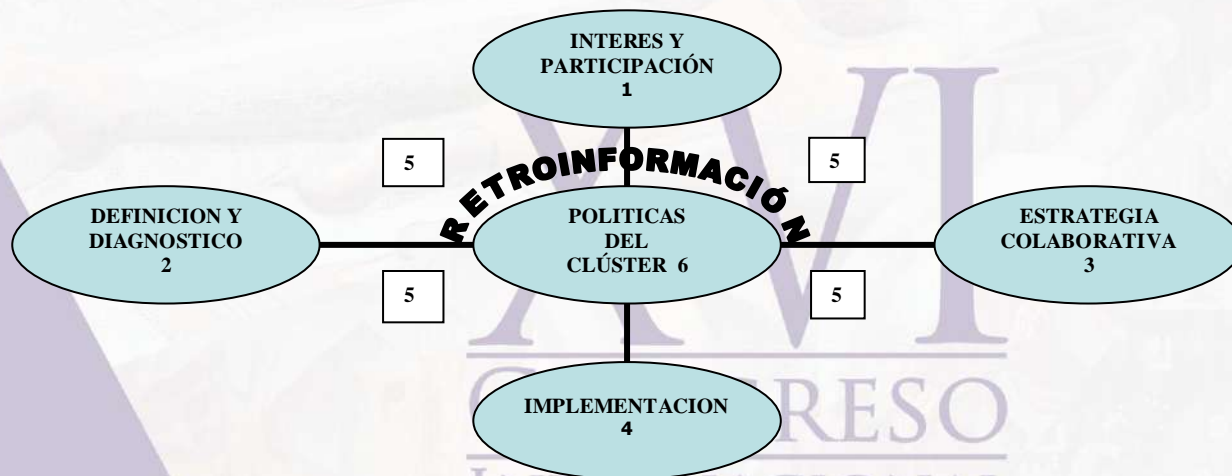 INTERES Y
PARTICIPACIÓN
1
5
5
RETROINFORMACIÓN
DEFINICION Y
DIAGNOSTICO
2
POLITICAS
DEL
CLÚSTER 6
ESTRATEGIA
COLABORATIVA
3
5
5
IMPLEMENTACION
4
XVI